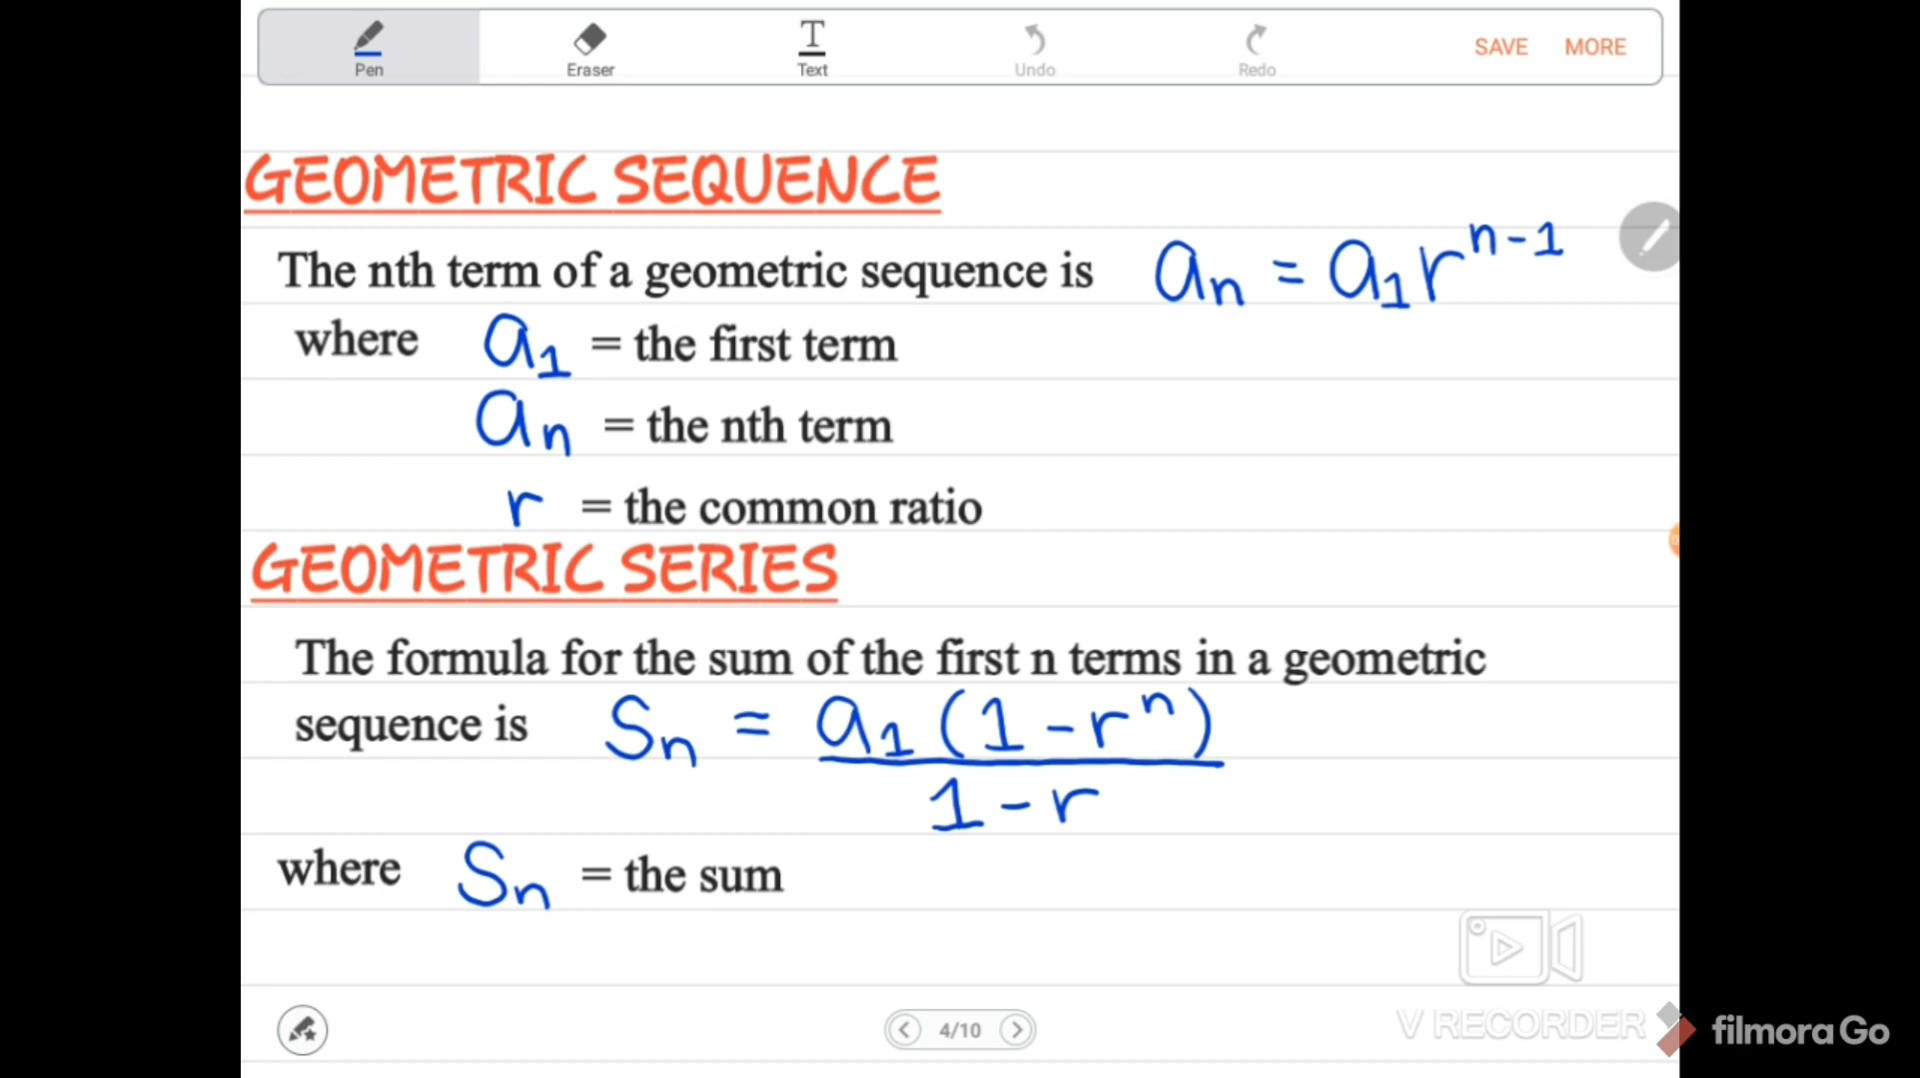 Pen Eraser Text Undo Redo SAVE MORE
GEOMETRIC SEQUENCE
The nth term of a geometric sequence is aₙ = a₁rⁿ⁻¹
where a₁ = the first term
aₙ = the nth term
r = the common ratio
GEOMETRIC SERIES
The formula for the sum of the first n terms in a geometric
sequence is Sₙ = a₁(1-rⁿ)
1-r
where Sₙ = the sum
4/10
V RECORDER
filmoraGo